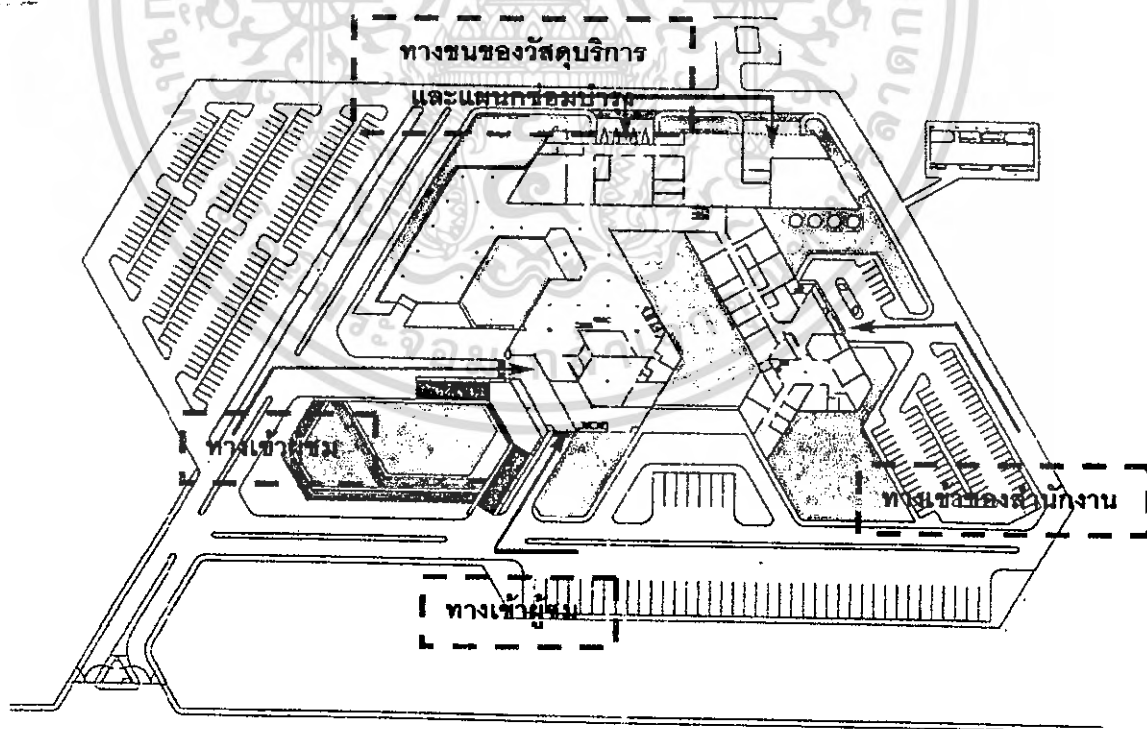 ทางขนของวัสดุบริการ
และแผนกซ่อมบำรุง
ทางเข้าผู้ชม
ทางเข้าของสำนักงาน
ทางเข้าผู้ชม